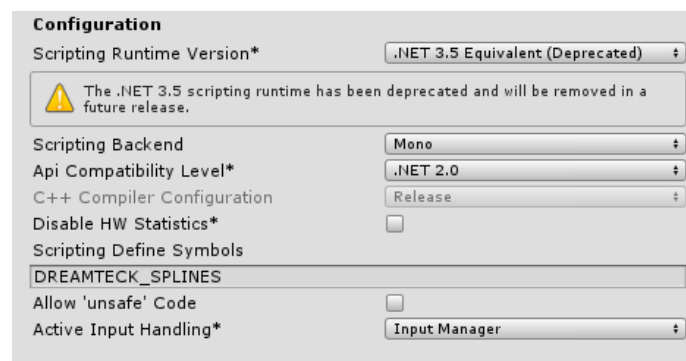 Configuration
Scripting Runtime Version* .NET 3.5 Equivalent (Deprecated)
The .NET 3.5 scripting runtime has been deprecated and will be removed in a
future release.
Scripting Backend Mono
Api Compatibility Level* .NET 2.0
C++ Compiler Configuration Release
Disable HW Statistics*
Scripting Define Symbols
DREAMTECK_SPLINES
Allow 'unsafe' Code
Active Input Handling* Input Manager